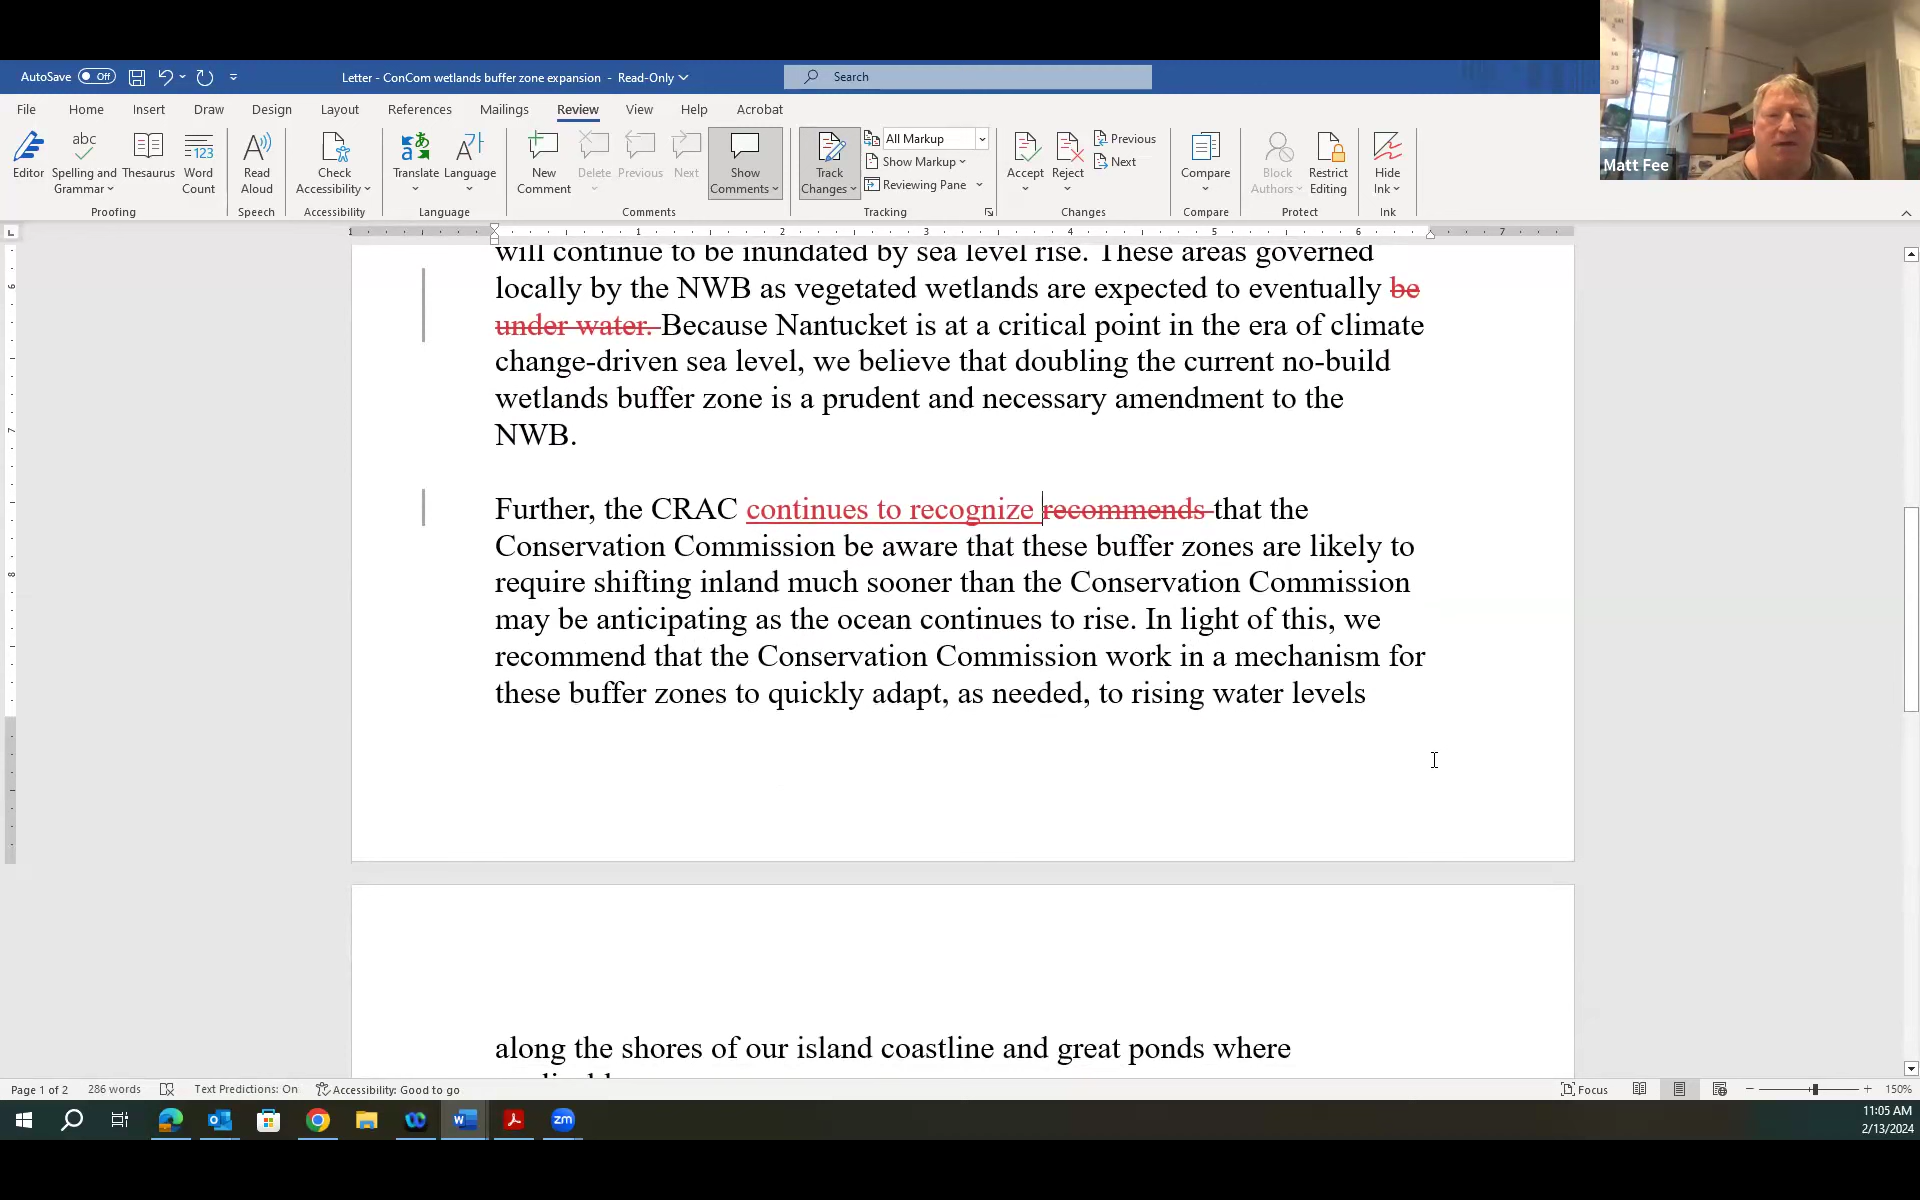 AutoSave Off Letter - ConCom wetlands buffer zone expansion - Read-Only Search
File Home Insert Draw Design Layout References Mailings Review View Help Acrobat
Editor
abc
Spelling and Grammar
Thesaurus
123
Word Count
Read Aloud
Check Accessibility
Translate
Language
New Comment
Delete
Previous
Next
Show Comments
Track Changes
All Markup
Show Markup
Reviewing Pane
Accept
Reject
Previous
Next
Compare
Block Authors
Restrict Editing
Hide Ink
Proofing Speech Accessibility Language Comments Tracking Changes Compare Protect Ink
Matt Fee
1 1 2 3 4 5 6 7
will continue to be inundated by sea level rise. These areas governed
locally by the NWB as vegetated wetlands are expected to eventually be
under water. Because Nantucket is at a critical point in the era of climate
change-driven sea level, we believe that doubling the current no-build
wetlands buffer zone is a prudent and necessary amendment to the
NWB.
Further, the CRAC continues to recognize recommends that the
Conservation Commission be aware that these buffer zones are likely to
require shifting inland much sooner than the Conservation Commission
may be anticipating as the ocean continues to rise. In light of this, we
recommend that the Conservation Commission work in a mechanism for
these buffer zones to quickly adapt, as needed, to rising water levels
along the shores of our island coastline and great ponds where
Page 1 of 2 286 words Text Predictions: On Accessibility: Good to go Focus 150%
zm
11:05 AM
2/13/2024